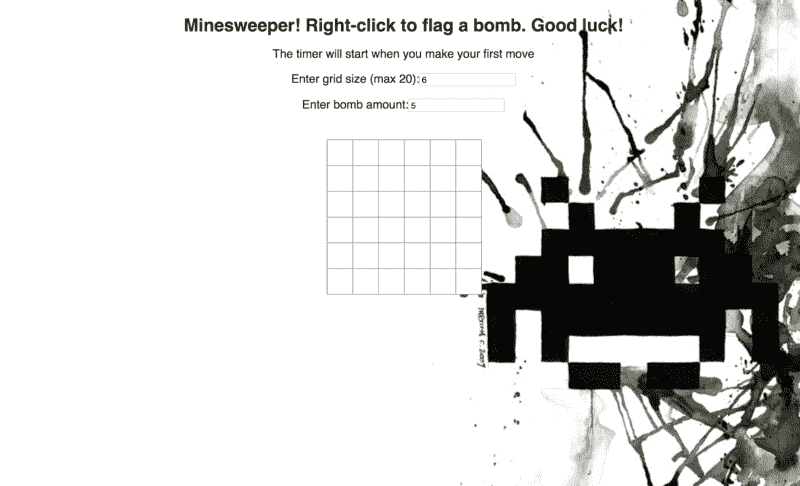 Minesweeper! Right-click to flag a bomb. Good luck!
The timer will start when you make your first move
Enter grid size (max 20): 6
Enter bomb amount: 5
2007